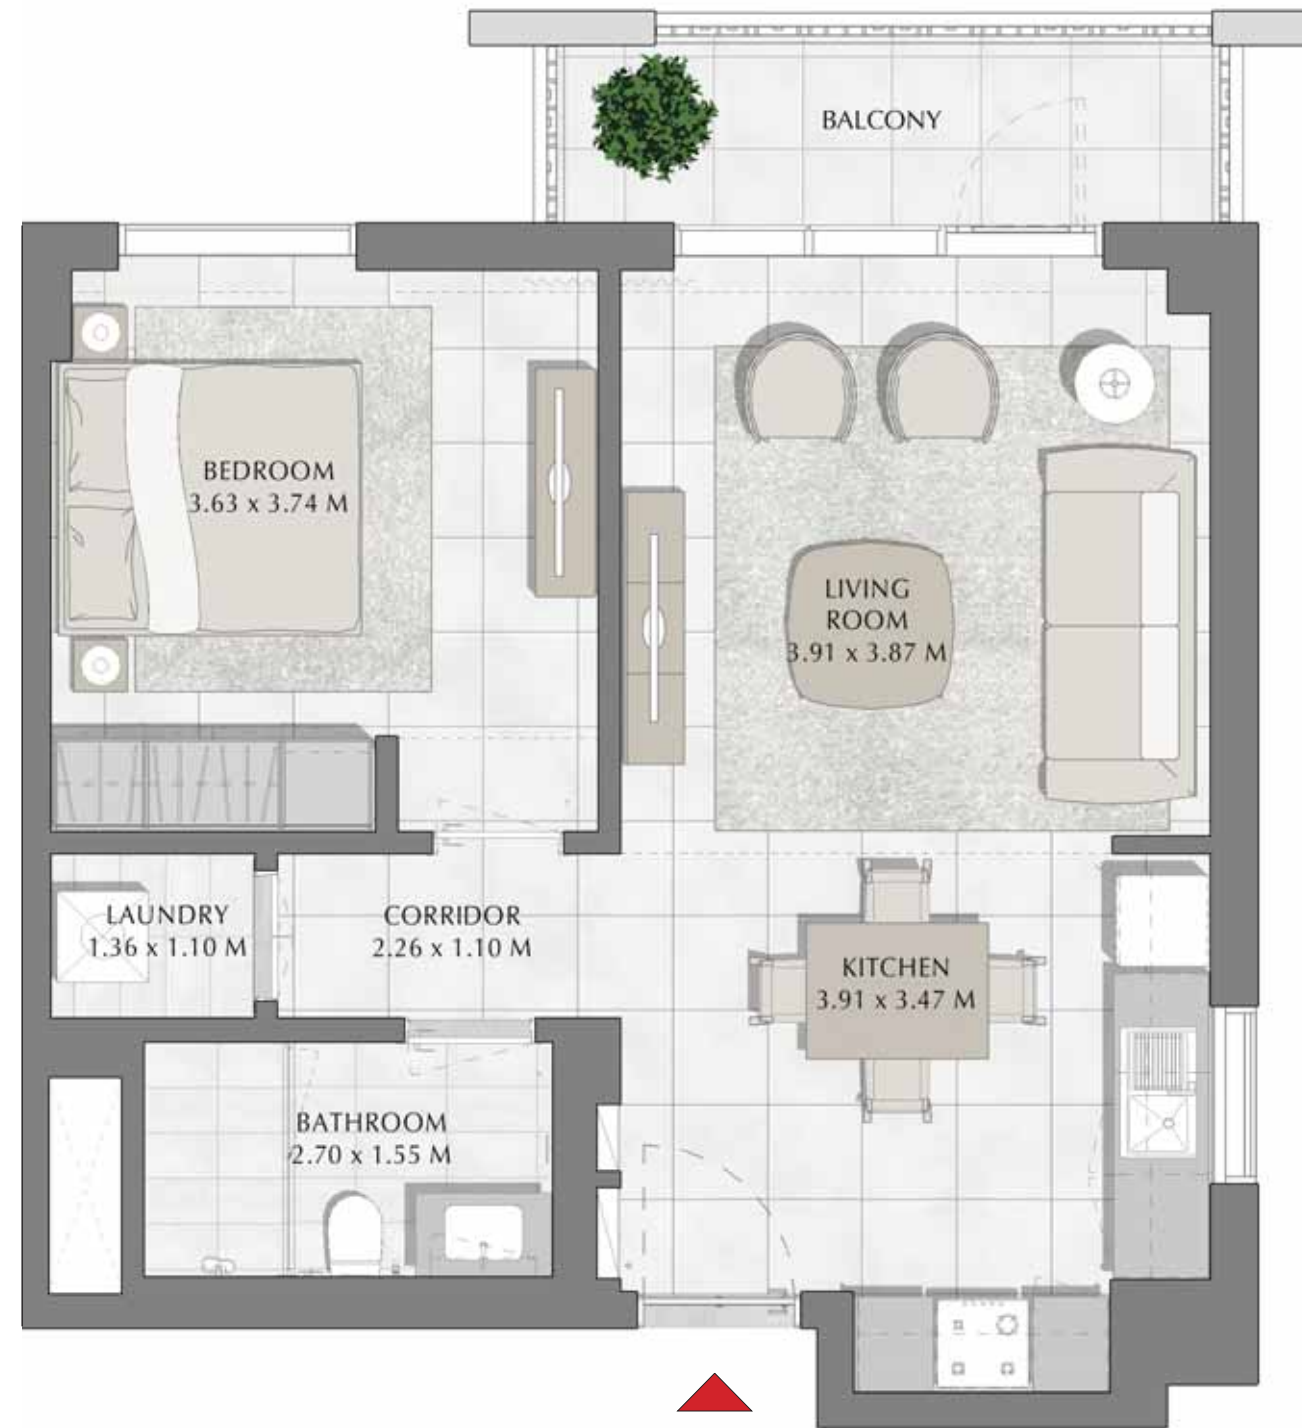 BALCONY
BEDROOM
3.63 x 3.74 M
LIVING
ROOM
3.91 x 3.87 M
LAUNDRY
1.36 x 1.10 M
CORRIDOR
2.26 x 1.10 M
KITCHEN
3.91 x 3.47 M
BATHROOM
2.70 x 1.55 M